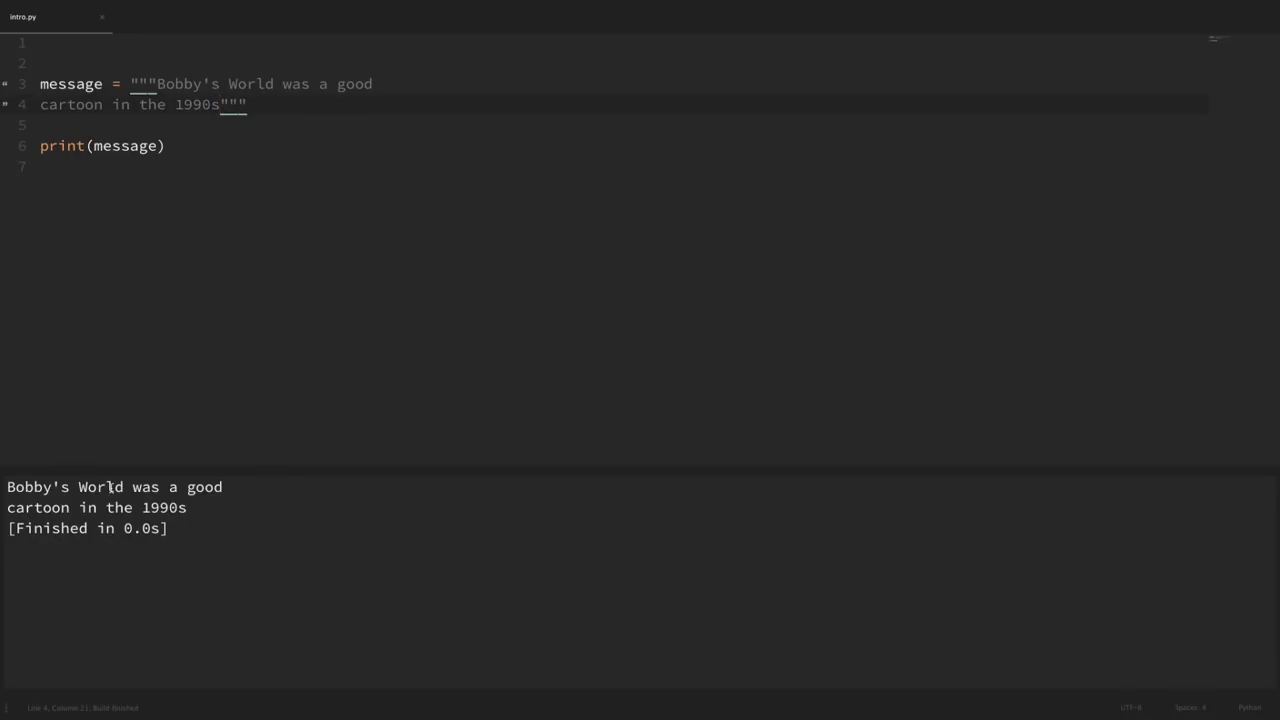 intro.py ×
1
2
3 message = """Bobby's World was a good
4 cartoon in the 1990s"""
5
6 print(message)
7
Bobby's World was a good
cartoon in the 1990s
[Finished in 0.0s]
Line 4, Column 21; Build finished UTF-8 Spaces: 4 Python